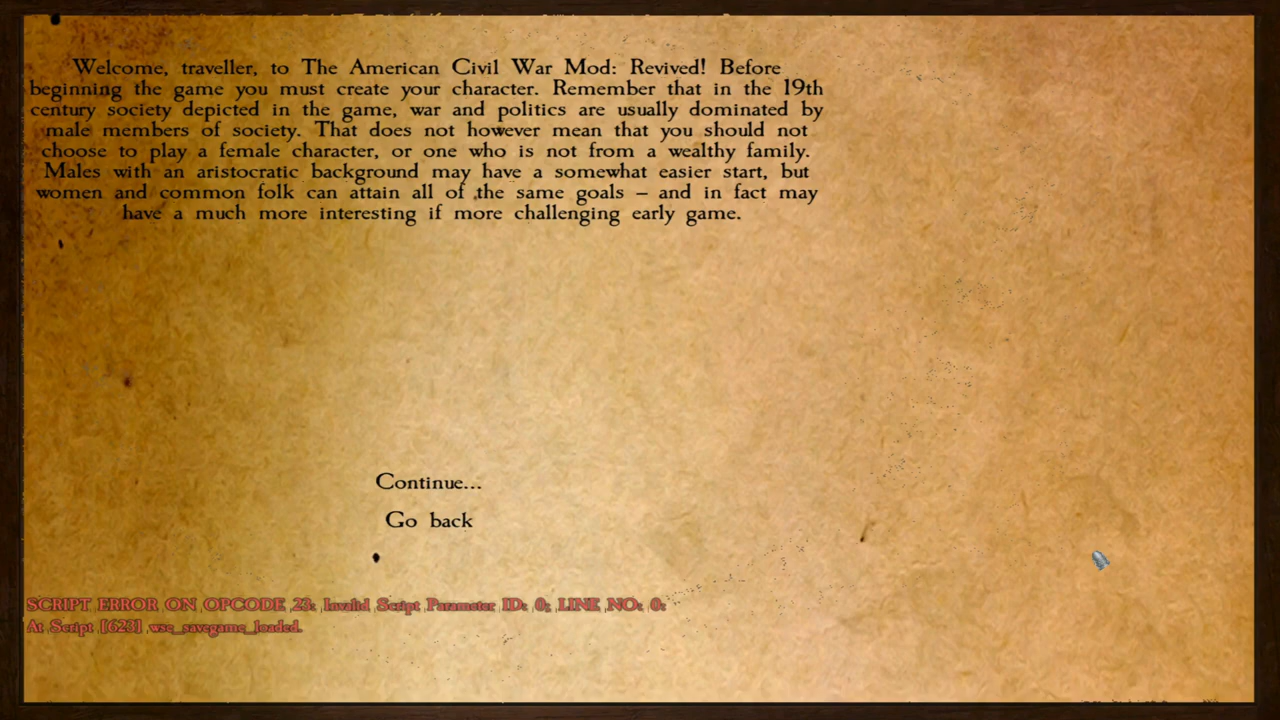 Welcome, traveller, to The American Civil War Mod: Revived! Before
beginning the game you must create your character. Remember that in the 19th
century society depicted in the game, war and politics are usually dominated by
male members of society. That does not however mean that you should not
choose to play a female character, or one who is not from a wealthy family.
Males with an aristocratic background may have a somewhat easier start, but
women and common folk can attain all of the same goals – and in fact may
have a much more interesting if more challenging early game.
Continue...
Go back
SCRIPT ERROR ON OPCODE 23: Invalid Script Parameter ID: 0; LINE NO: 0:
At Script [623] wse_savegame_loaded.